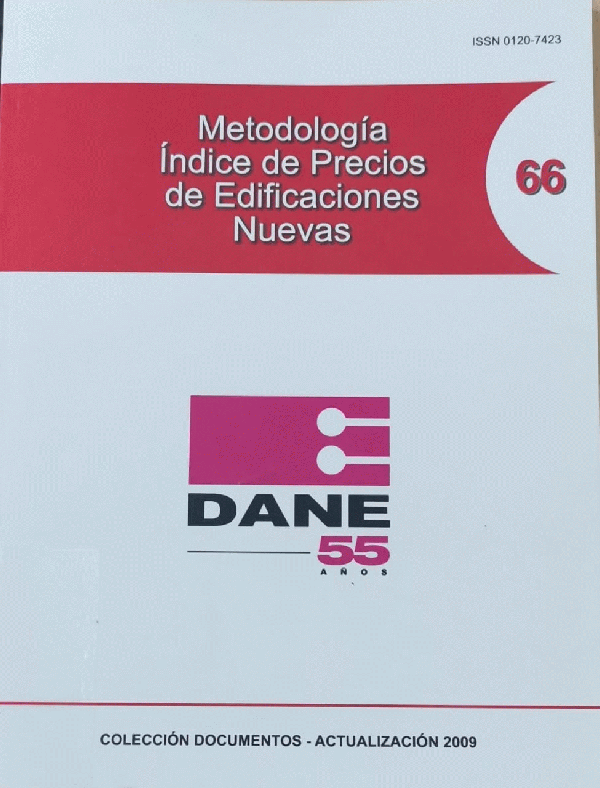 ISSN 0120-7423
Metodología
Índice de Precios
de Edificaciones
Nuevas
66
DANE
55
AÑOS
COLECCIÓN DOCUMENTOS - ACTUALIZACIÓN 2009